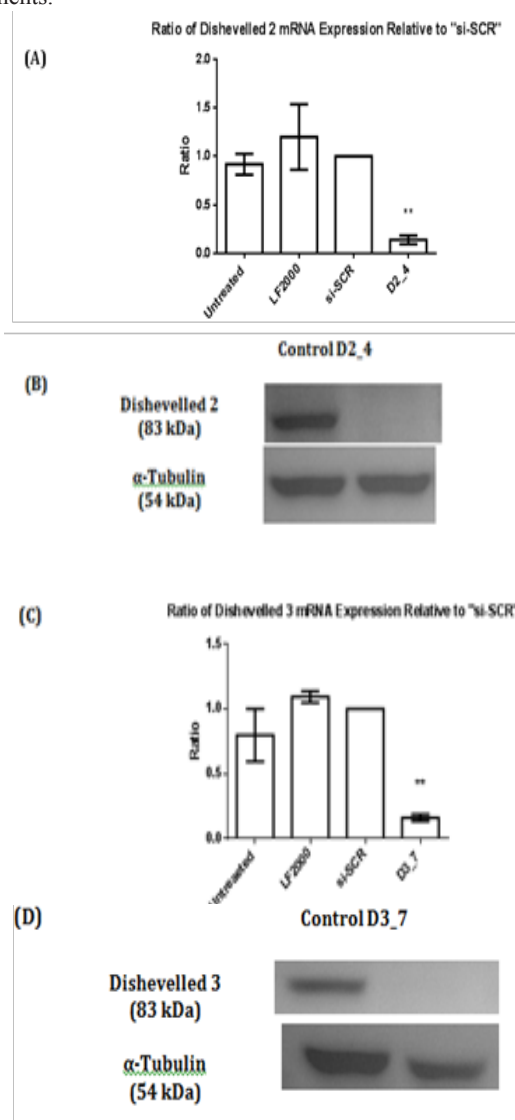 Ratio of Dishevelled 2 mRNA Expression Relative to "si-SCR"
(A)
2.0
1.5
1.0
0.5
0.0
Ratio
**
Untreated
LF2000
si-SCR
D2_4
Control D2_4
(B)
Dishevelled 2
(83 kDa)
α-Tubulin
(54 kDa)
(C)
Ratio of Dishevelled 3 mRNA Expression Relative to "si-SCR"
1.5
1.0
0.5
0.0
Ratio
**
Untreated
LF2000
si-SCR
D3_7
(D)
Control D3_7
Dishevelled 3
(83 kDa)
α-Tubulin
(54 kDa)